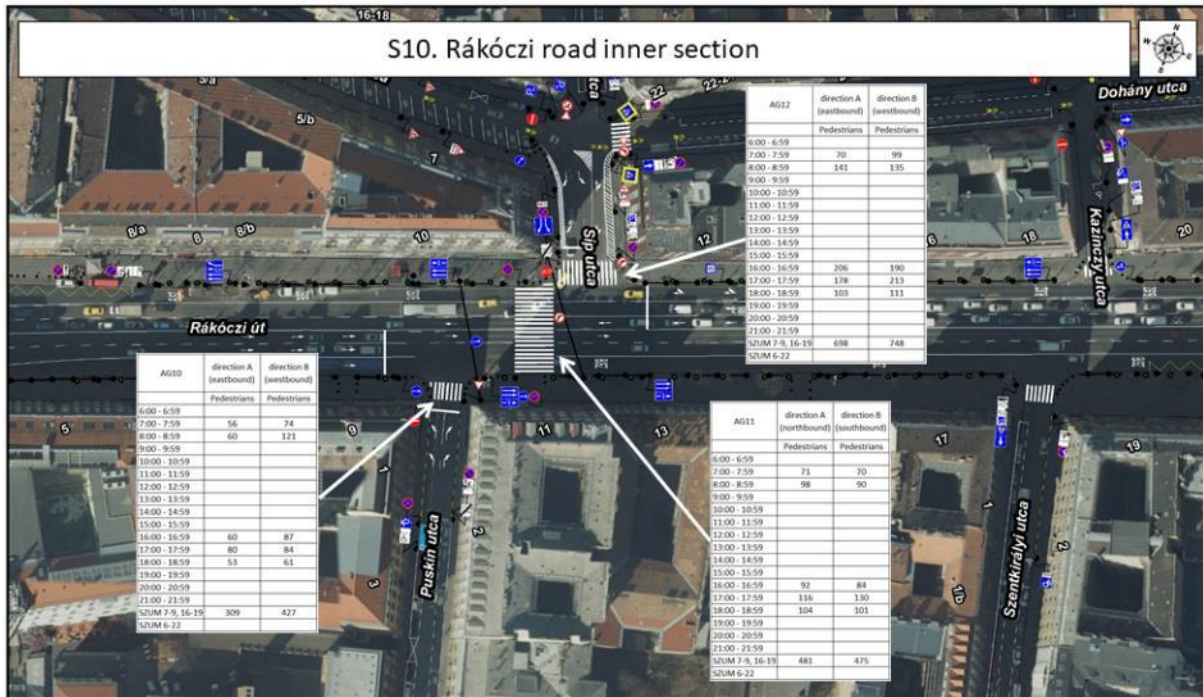 16-18
S10. Rákóczi road inner section
utca
22
5/a
5/b
7
Dohány utca
8/a
8
8/b
10
Síp utca
12
16
18
Kazinczy utca
20
AG12 direction A (eastbound) direction B (westbound)
Pedestrians Pedestrians
6:00 - 6:59
7:00 - 7:59 70 99
8:00 - 8:59 141 135
9:00 - 9:59
10:00 - 10:59
11:00 - 11:59
12:00 - 12:59
13:00 - 13:59
14:00 - 14:59
15:00 - 15:59
16:00 - 16:59 206 190
17:00 - 17:59 178 213
18:00 - 18:59 103 111
19:00 - 19:59
20:00 - 20:59
21:00 - 21:59
SZUM 7-9, 16-19 698 748
SZUM 6-22
Rákóczi út
AG10 direction A (eastbound) direction B (westbound)
Pedestrians Pedestrians
6:00 - 6:59
7:00 - 7:59 56 74
8:00 - 8:59 60 121
9:00 - 9:59
10:00 - 10:59
11:00 - 11:59
12:00 - 12:59
13:00 - 13:59
14:00 - 14:59
15:00 - 15:59
16:00 - 16:59 60 87
17:00 - 17:59 80 84
18:00 - 18:59 53 61
19:00 - 19:59
20:00 - 20:59
21:00 - 21:59
SZUM 7-9, 16-19 309 427
SZUM 6-22
AG11 direction A (northbound) direction B (southbound)
Pedestrians Pedestrians
6:00 - 6:59
7:00 - 7:59 71 70
8:00 - 8:59 98 90
9:00 - 9:59
10:00 - 10:59
11:00 - 11:59
12:00 - 12:59
13:00 - 13:59
14:00 - 14:59
15:00 - 15:59
16:00 - 16:59 92 84
17:00 - 17:59 116 130
18:00 - 18:59 104 101
19:00 - 19:59
20:00 - 20:59
21:00 - 21:59
SZUM 7-9, 16-19 481 475
SZUM 6-22
5
9
11
13
17
19
1
2
3
Puskin utca
1
1/b
2
Szentkirályi utca